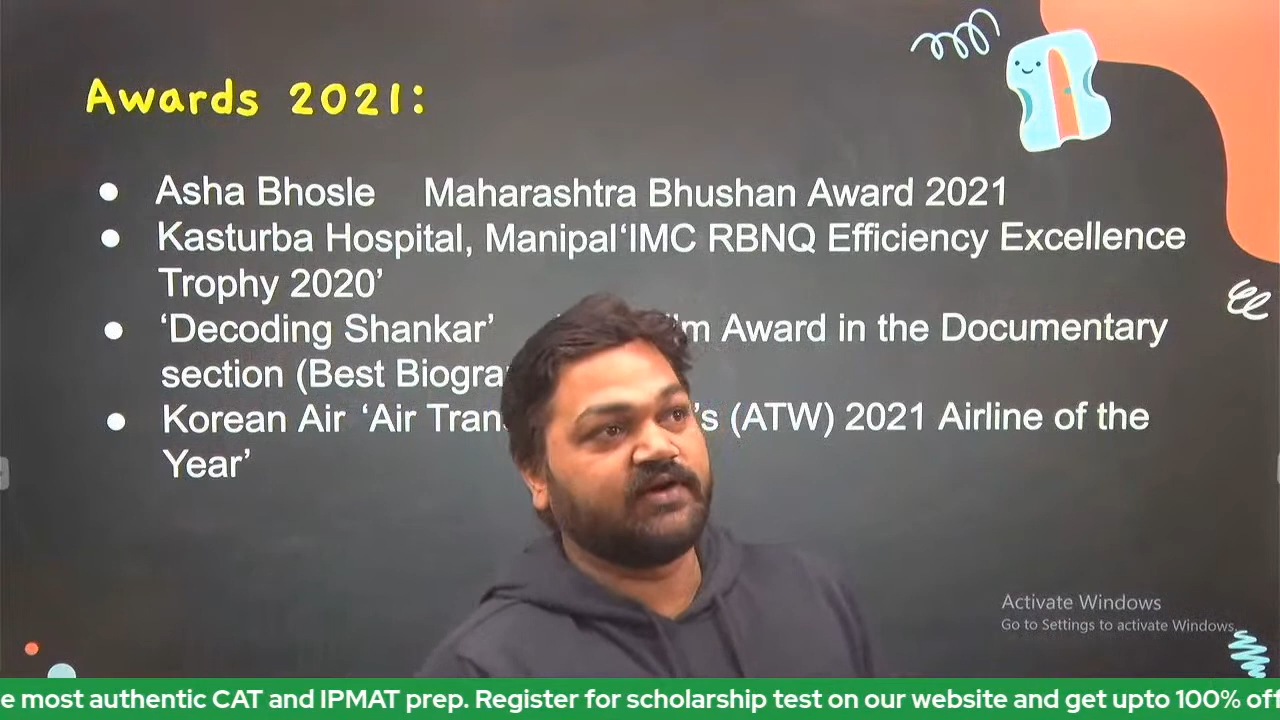 Awards 2021:
● Asha Bhosle Maharashtra Bhushan Award 2021
● Kasturba Hospital, Manipal‘IMC RBNQ Efficiency Excellence
Trophy 2020’
● ‘Decoding Shankar’ Award in the Documentary
section (Best
● Korean Air ‘Air (ATW) 2021 Airline of the
Year’
Activate Windows
Go to Settings to activate Windows.
most authentic CAT and IPMAT prep. Register for scholarship test on our website and get upto 100% off